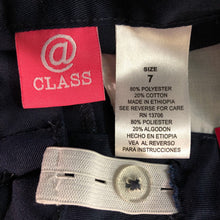 @
CLASS
SIZE
7
80% POLYESTER
20% COTTON
MADE IN ETHIOPIA
SEE REVERSE FOR CARE
RN 13706
80% POLIESTER
20% ALGODON
HECHO EN ETIOPIA
VEA AL REVERSO
PARA INSTRUCCIONES